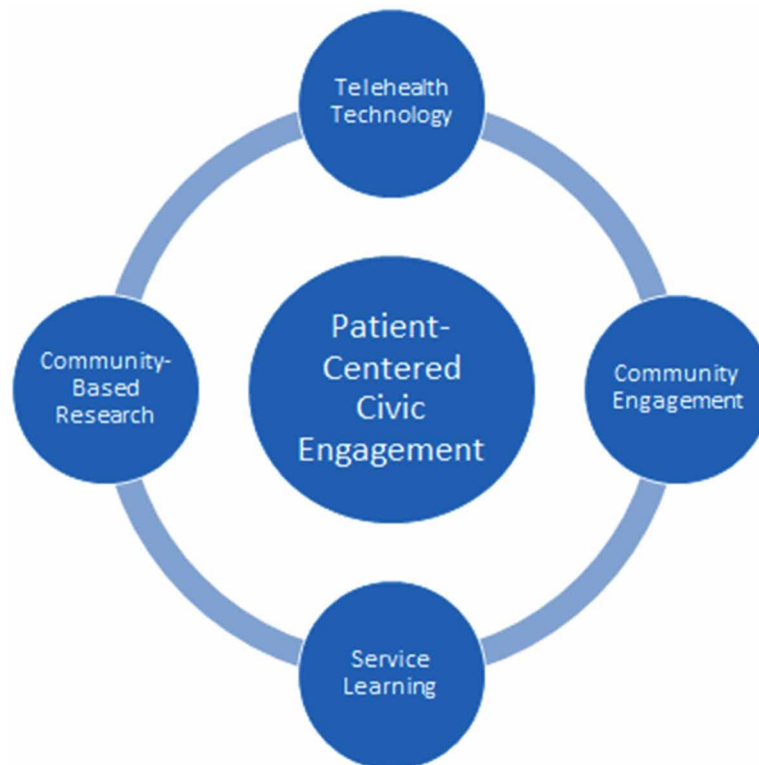 Telehealth
Technology
Patient-
Centered
Civic
Engagement
Community-
Based
Research
Community
Engagement
Service
Learning